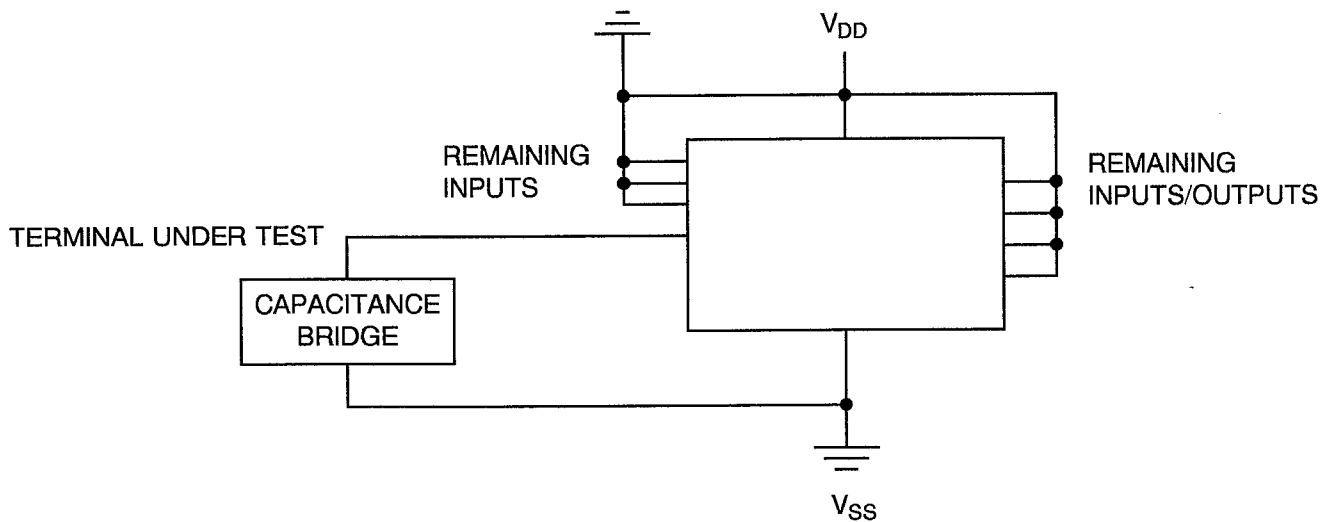 VDD
REMAINING
INPUTS
REMAINING
INPUTS/OUTPUTS
TERMINAL UNDER TEST
CAPACITANCE
BRIDGE
VSS